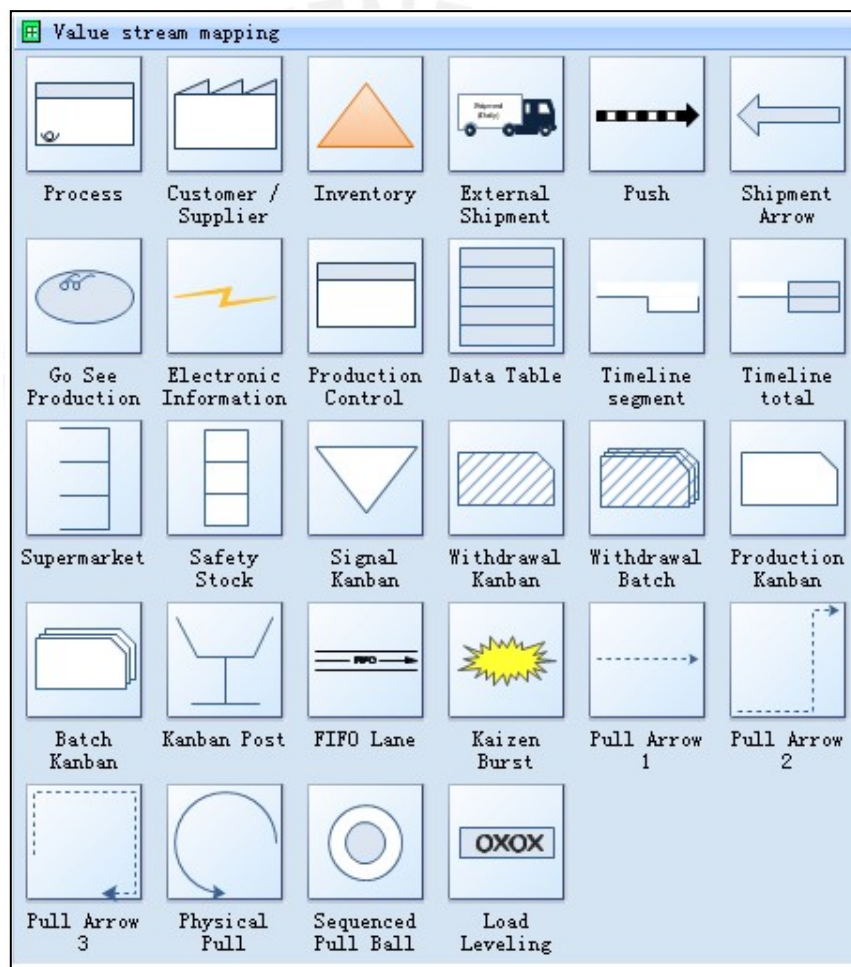 Value stream mapping
Shipment
(Daily)
Process
Customer /
Supplier
Inventory
External
Shipment
Push
Shipment
Arrow
Go See
Production
Electronic
Information
Production
Control
Data Table
Timeline
segment
Timeline
total
Supermarket
Safety
Stock
Signal
Kanban
Withdrawal
Kanban
Withdrawal
Batch
Production
Kanban
FIFO
Batch
Kanban
Kanban Post
FIFO Lane
Kaizen
Burst
Pull Arrow
1
Pull Arrow
2
OXOX
Pull Arrow
3
Physical
Pull
Sequenced
Pull Ball
Load
Leveling